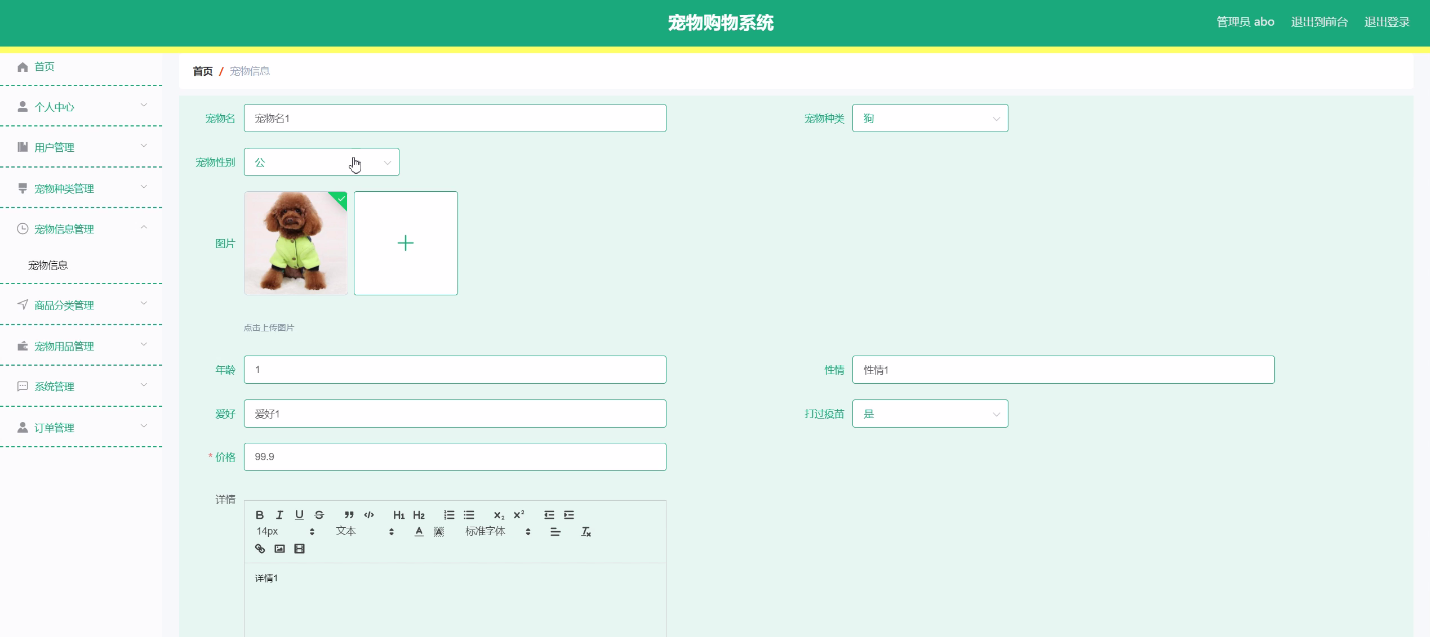 宠物购物系统
管理员 abo 退出到前台 退出登录
首页
个人中心
用户管理
宠物种类管理
宠物信息管理
宠物信息
商品分类管理
宠物用品管理
系统管理
订单管理
首页 / 宠物信息
宠物名 宠物名1 宠物种类 狗
宠物性别 公
图片
点击上传图片
年龄 1 性情 性情1
爱好 爱好1 打过疫苗 是
* 价格 99.9
详情
B I U S ” </> H1 H2 X₂ X²
14px 文本 A 标准字体 Tx
详情1